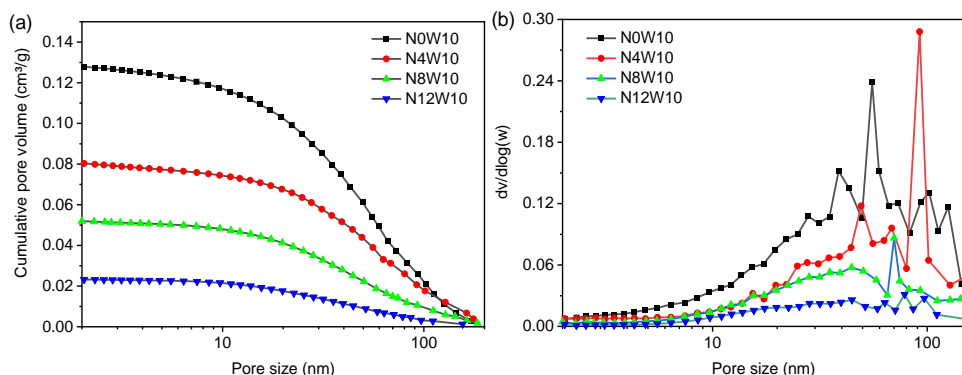 (a)
0.14
0.12
0.10
0.08
0.06
0.04
0.02
0.00
Cumulative pore volume (cm³/g)
N0W10
N4W10
N8W10
N12W10
10
100
Pore size (nm)
(b)
0.30
0.24
0.18
0.12
0.06
0.00
dv/dlog(w)
N0W10
N4W10
N8W10
N12W10
10
100
Pore size (nm)